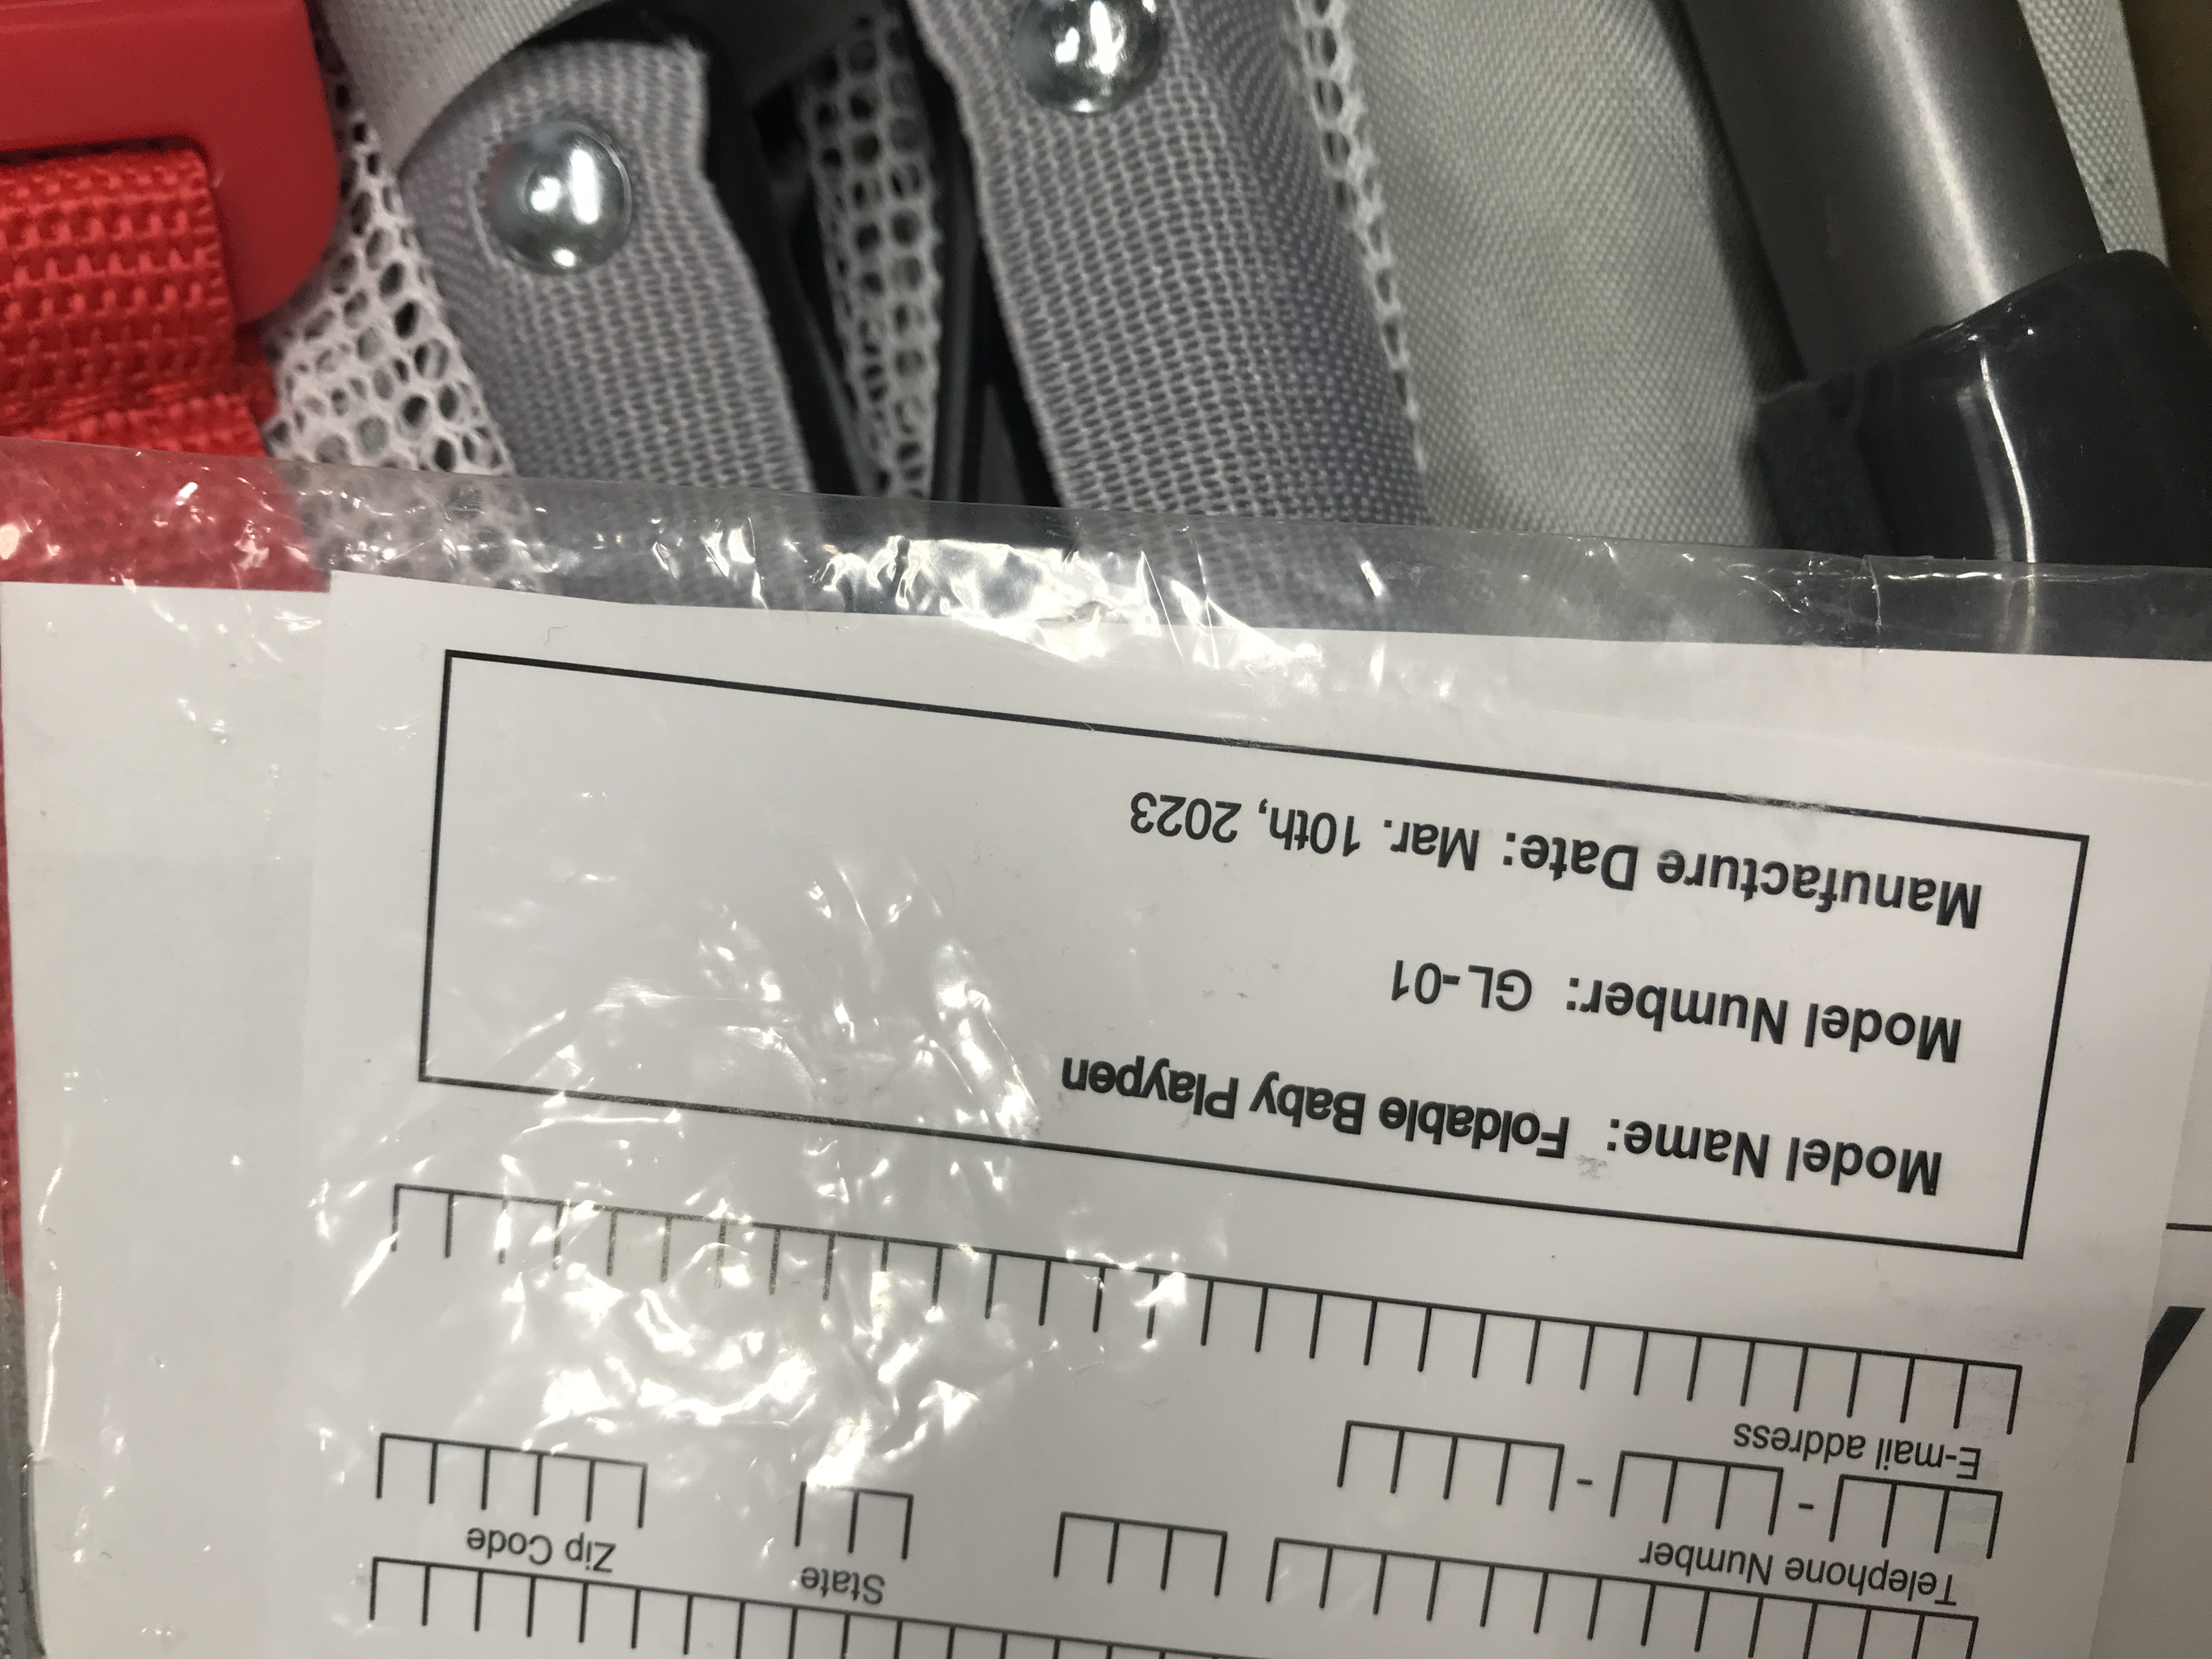 Zip Code
State
Telephone Number
- -
E-mail address
Model Name: Foldable Baby Playpen
Model Number: GL-01
Manufacture Date: Mar. 10th, 2023